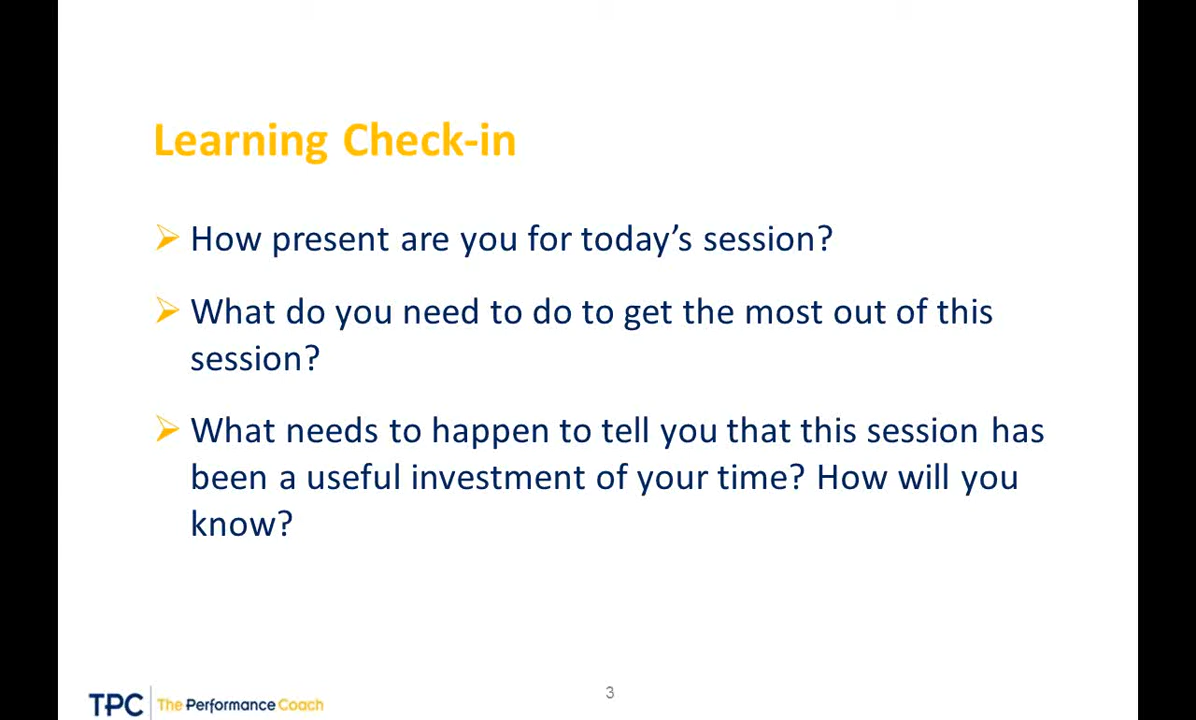 Learning Check-in
How present are you for today’s session?
What do you need to do to get the most out of this
session?
What needs to happen to tell you that this session has
been a useful investment of your time? How will you
know?
TPC The Performance Coach
3